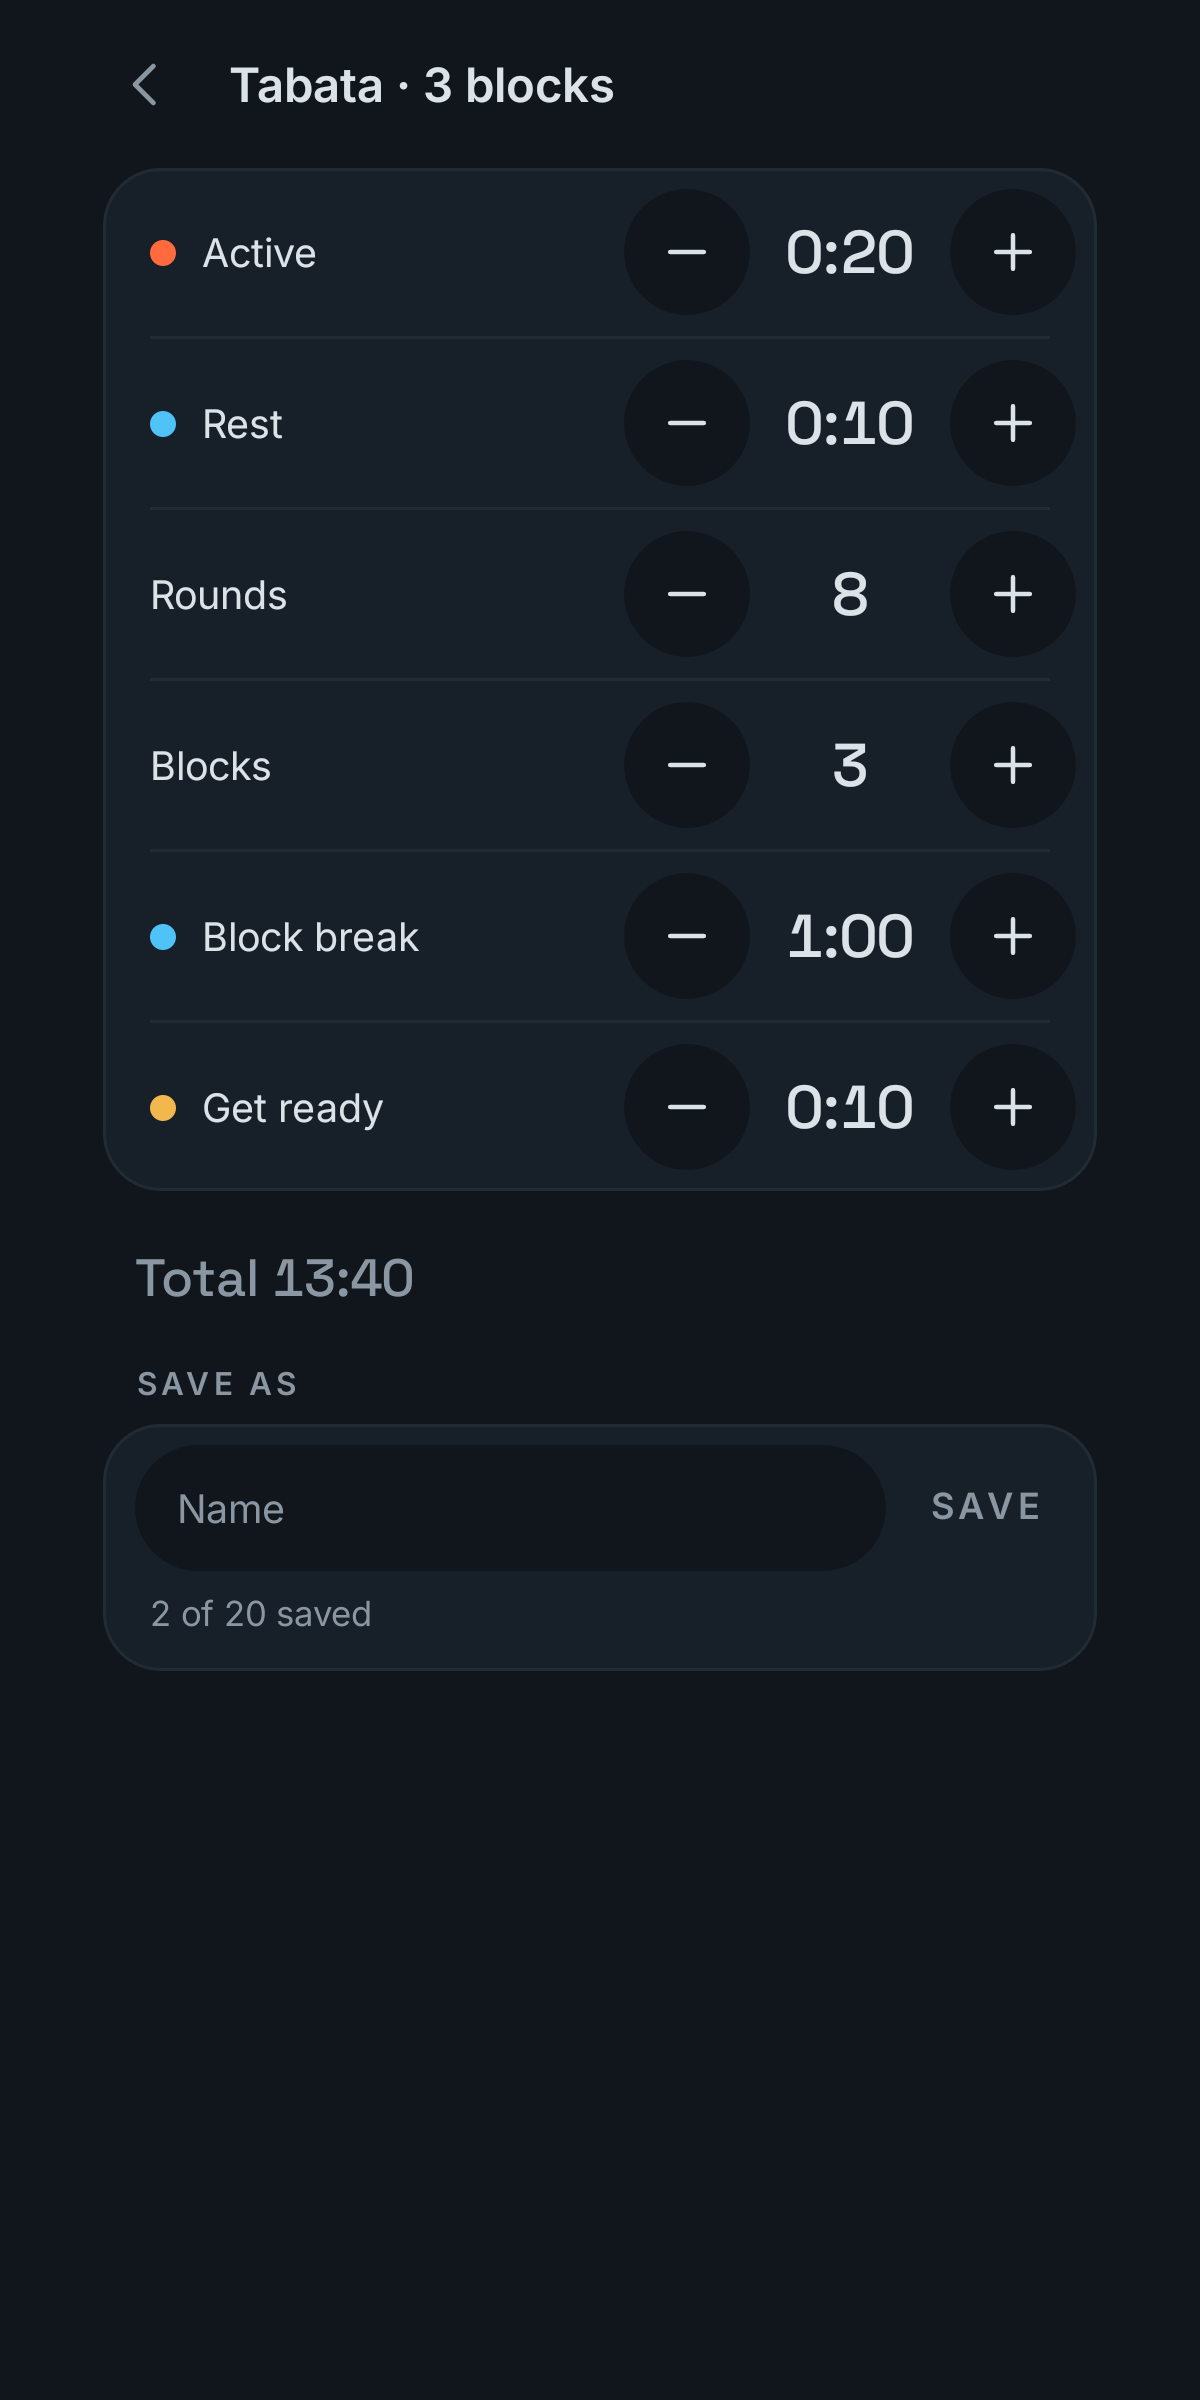 Tabata · 3 blocks
Active − 0:20 +
Rest − 0:10 +
Rounds − 8 +
Blocks − 3 +
Block break − 1:00 +
Get ready − 0:10 +
Total 13:40
SAVE AS
Name SAVE
2 of 20 saved